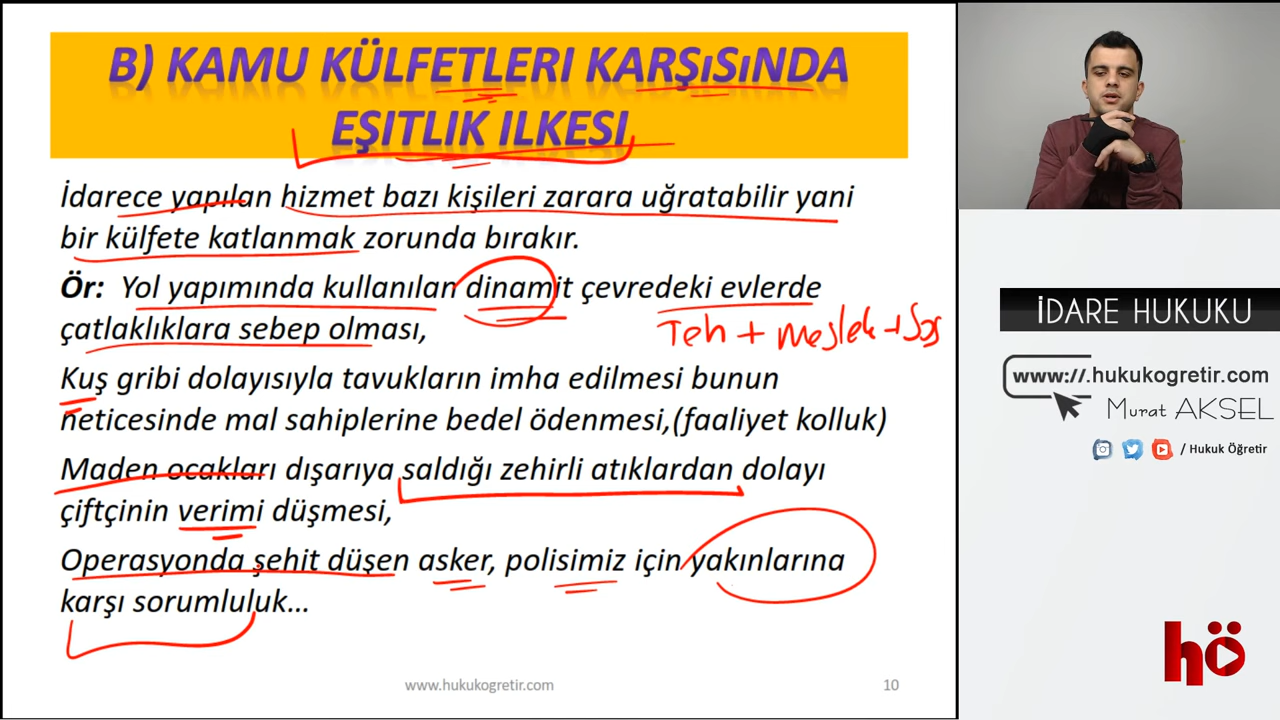 B) KAMU KÜLFETLERI KARŞıSıNDA
EŞITLIK ILKESI
İdarece yapılan hizmet bazı kişileri zarara uğratabilir yani
bir külfete katlanmak zorunda bırakır.
Ör: Yol yapımında kullanılan dinamit çevredeki evlerde
çatlaklıklara sebep olması,
Teh + meslek + Sos
Kuş gribi dolayısıyla tavukların imha edilmesi bunun
neticesinde mal sahiplerine bedel ödenmesi,(faaliyet kolluk)
Maden ocakları dışarıya saldığı zehirli atıklardan dolayı
çiftçinin verimi düşmesi,
Operasyonda şehit düşen asker, polisimiz için yakınlarına
karşı sorumluluk...
www.hukukogretir.com
10
İDARE HUKUKU
www://.hukukogretir.com
Murat AKSEL
/ Hukuk Öğretir
hö